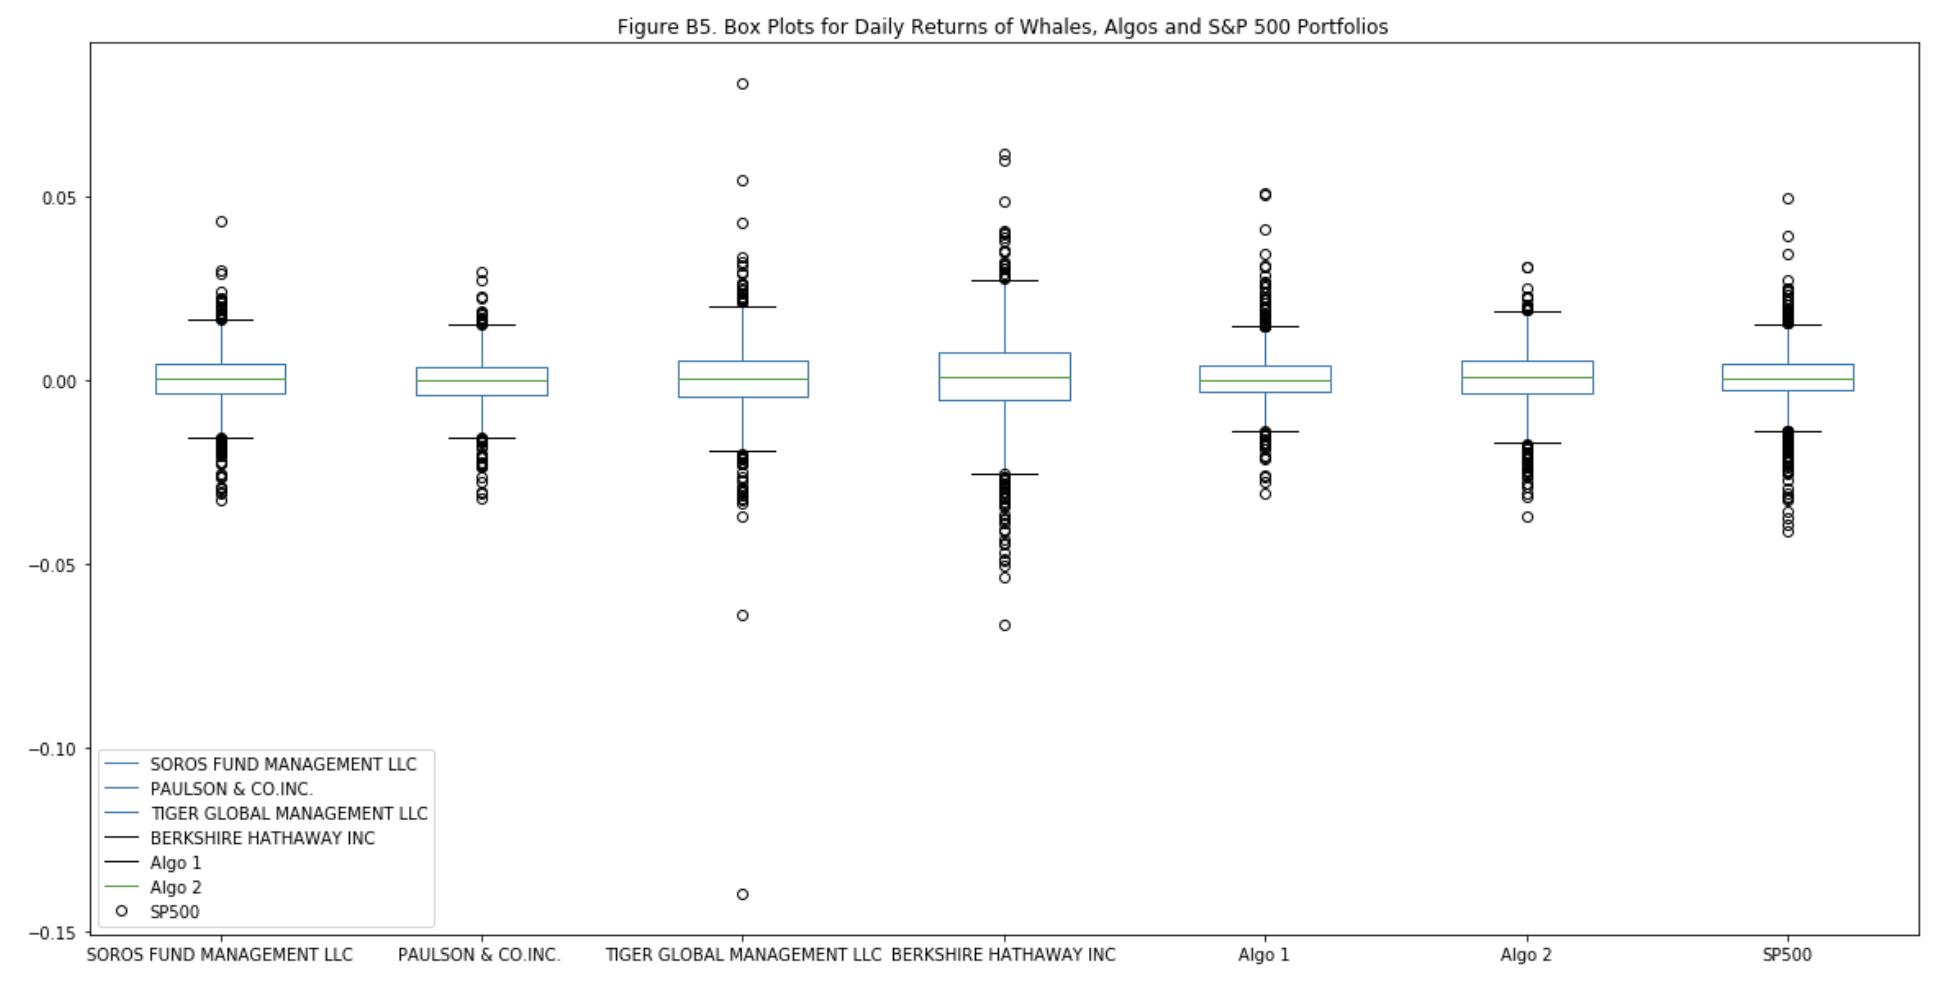 Figure B5. Box Plots for Daily Returns of Whales, Algos and S&P 500 Portfolios
0.05
0.00
−0.05
−0.10
−0.15
SOROS FUND MANAGEMENT LLC
PAULSON & CO.INC.
TIGER GLOBAL MANAGEMENT LLC
BERKSHIRE HATHAWAY INC
Algo 1
Algo 2
SP500
SOROS FUND MANAGEMENT LLC PAULSON & CO.INC. TIGER GLOBAL MANAGEMENT LLC BERKSHIRE HATHAWAY INC Algo 1 Algo 2 SP500